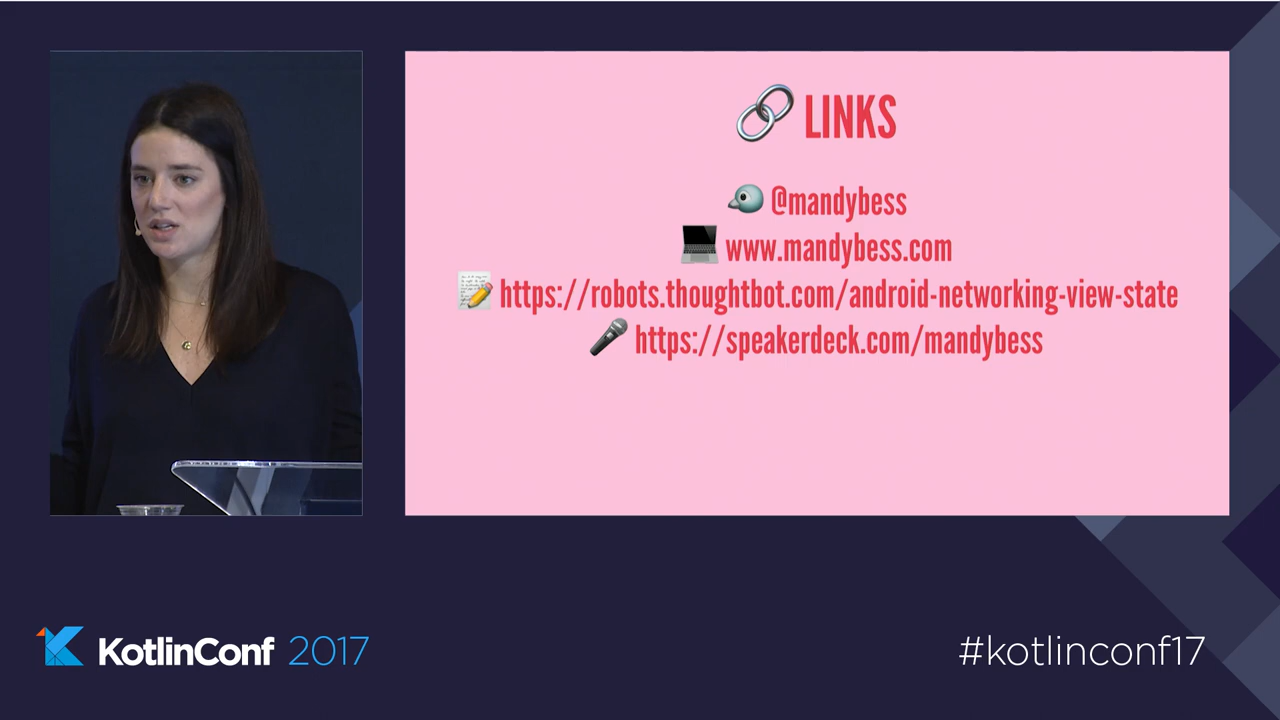 LINKS
@mandybess
www.mandybess.com
https://robots.thoughtbot.com/android-networking-view-state
https://speakerdeck.com/mandybess
KotlinConf 2017
#kotlinconf17